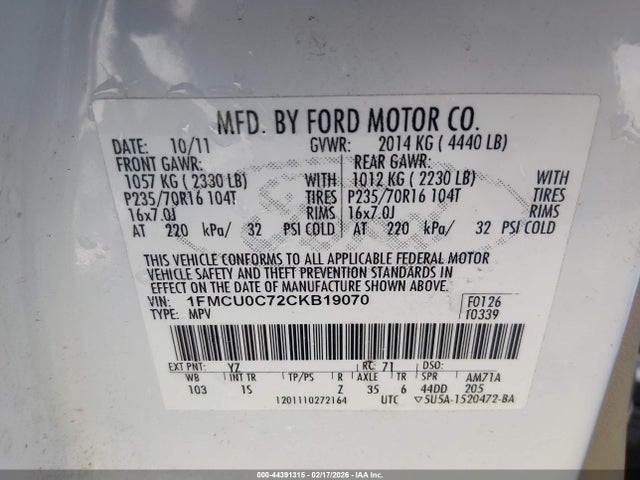 MFD. BY FORD MOTOR CO.
DATE: 10/11 GVWR: 2014 KG ( 4440 LB)
FRONT GAWR: REAR GAWR:
1057 KG ( 2330 LB) WITH 1012 KG ( 2230 LB) WITH
P235/70R16 104T TIRES P235/70R16 104T TIRES
16x7.0J RIMS 16x7.0J RIMS
AT 220 kPa/ 32 PSI COLD AT 220 kPa/ 32 PSI COLD
THIS VEHICLE CONFORMS TO ALL APPLICABLE FEDERAL MOTOR
VEHICLE SAFETY AND THEFT PREVENTION STANDARDS IN
EFFECT ON THE DATE OF MANUFACTURE SHOWN ABOVE.
VIN: 1FMCU0C72CKB19070 F0126
TYPE: MPV T0339
EXT PNT: YZ RC: 71 DSO:
WB INT TR TP/PS R AXLE TR SPR AM71A
103 1S Z 35 6 44DD 205
1201110272164 UTC ▽5U5A-1520472-BA
000-44391315 - 02/17/2026 - IAA Inc.